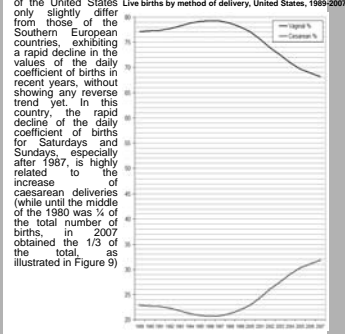 of the United States
only slightly differ
from those of the
Southern European
countries, exhibiting
a rapid decline in the
values of the daily
coefficient of births in
recent years, without
showing any reverse
trend yet. In this
country, the rapid
decline of the daily
coefficient of births
for Saturdays and
Sundays, especially
after 1987, is highly
related to the
increase of
caesarean deliveries
(while until the middle
of the 1980 was ¼ of
the total number of
births, in 2007
obtained the 1/3 of
the total, as
illustrated in Figure 9)
Live births by method of delivery, United States, 1989-2007
Vaginal %
Caesarean %
80
75
70
65
60
55
50
45
40
35
30
25
20